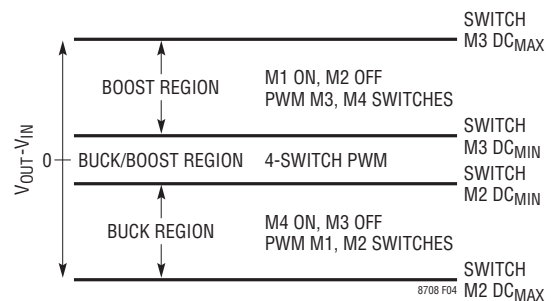 SWITCH
M3 DCMAX
BOOST REGION
M1 ON, M2 OFF
PWM M3, M4 SWITCHES
SWITCH
M3 DCMIN
VOUT-VIN
0
BUCK/BOOST REGION
4-SWITCH PWM
SWITCH
M2 DCMIN
BUCK REGION
M4 ON, M3 OFF
PWM M1, M2 SWITCHES
SWITCH
M2 DCMAX
8708 F04